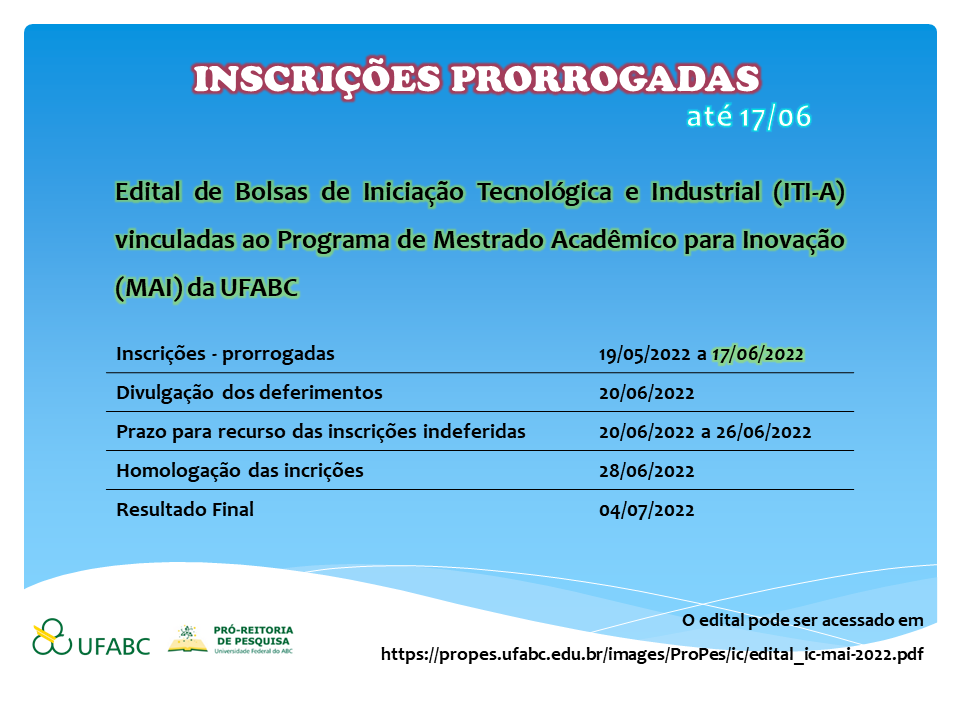 INSCRIÇÕES PRORROGADAS
até 17/06
Edital de Bolsas de Iniciação Tecnológica e Industrial (ITI-A)
vinculadas ao Programa de Mestrado Acadêmico para Inovação
(MAI) da UFABC
Inscrições - prorrogadas 19/05/2022 a 17/06/2022
Divulgação dos deferimentos 20/06/2022
Prazo para recurso das inscrições indeferidas 20/06/2022 a 26/06/2022
Homologação das incrições 28/06/2022
Resultado Final 04/07/2022
O edital pode ser acessado em
https://propes.ufabc.edu.br/images/ProPes/ic/edital_ic-mai-2022.pdf
UFABC
PRÓ-REITORIA
DE PESQUISA
Universidade Federal do ABC